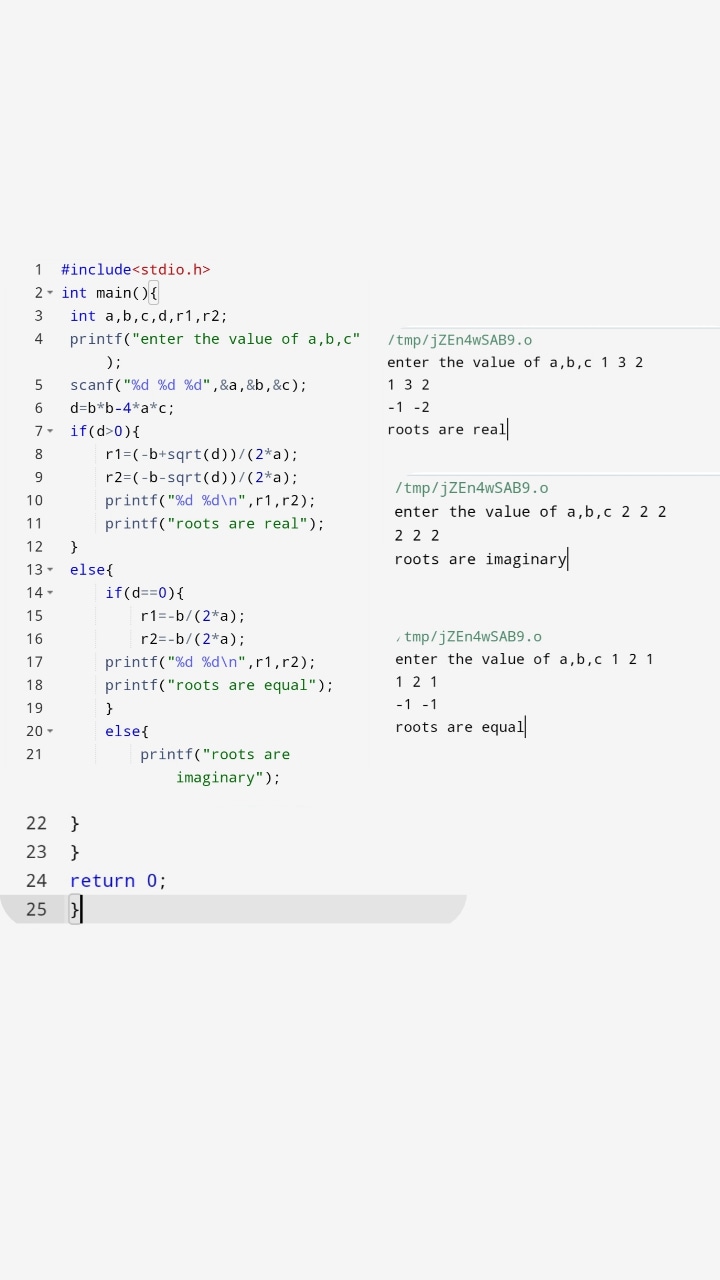 1 #include<stdio.h>
2 int main(){
3 int a,b,c,d,r1,r2;
4 printf("enter the value of a,b,c"
);
5 scanf("%d %d %d",&a,&b,&c);
6 d=b*b-4*a*c;
7 if(d>0){
8 r1=(-b+sqrt(d))/(2*a);
9 r2=(-b-sqrt(d))/(2*a);
10 printf("%d %d\n",r1,r2);
11 printf("roots are real");
12 }
13 else{
14 if(d==0){
15 r1=-b/(2*a);
16 r2=-b/(2*a);
17 printf("%d %d\n",r1,r2);
18 printf("roots are equal");
19 }
20 else{
21 printf("roots are
imaginary");
22 }
23 }
24 return 0;
25 }
/tmp/jZEn4wSAB9.o
enter the value of a,b,c 1 3 2
1 3 2
-1 -2
roots are real
/tmp/jZEn4wSAB9.o
enter the value of a,b,c 2 2 2
2 2 2
roots are imaginary
/tmp/jZEn4wSAB9.o
enter the value of a,b,c 1 2 1
1 2 1
-1 -1
roots are equal